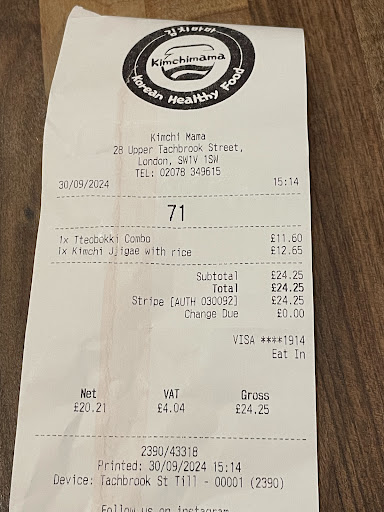 김치마마
Kimchimama
Korean Healthy Food
Kimchi Mama
28 Upper Tachbrook Street,
London, SW1V 1SW
TEL: 02078 349615
30/09/2024 15:14
71
1x Tteobokki Combo £11.60
1x Kimchi Jjigae with rice £12.65
Subtotal £24.25
Total £24.25
Stripe [AUTH 030092] £24.25
Change Due £0.00
VISA ****1914
Eat In
Net VAT Gross
£20.21 £4.04 £24.25
2390/43318
Printed: 30/09/2024 15:14
Device: Tachbrook St Till - 00001 (2390)
Follow us on instagram